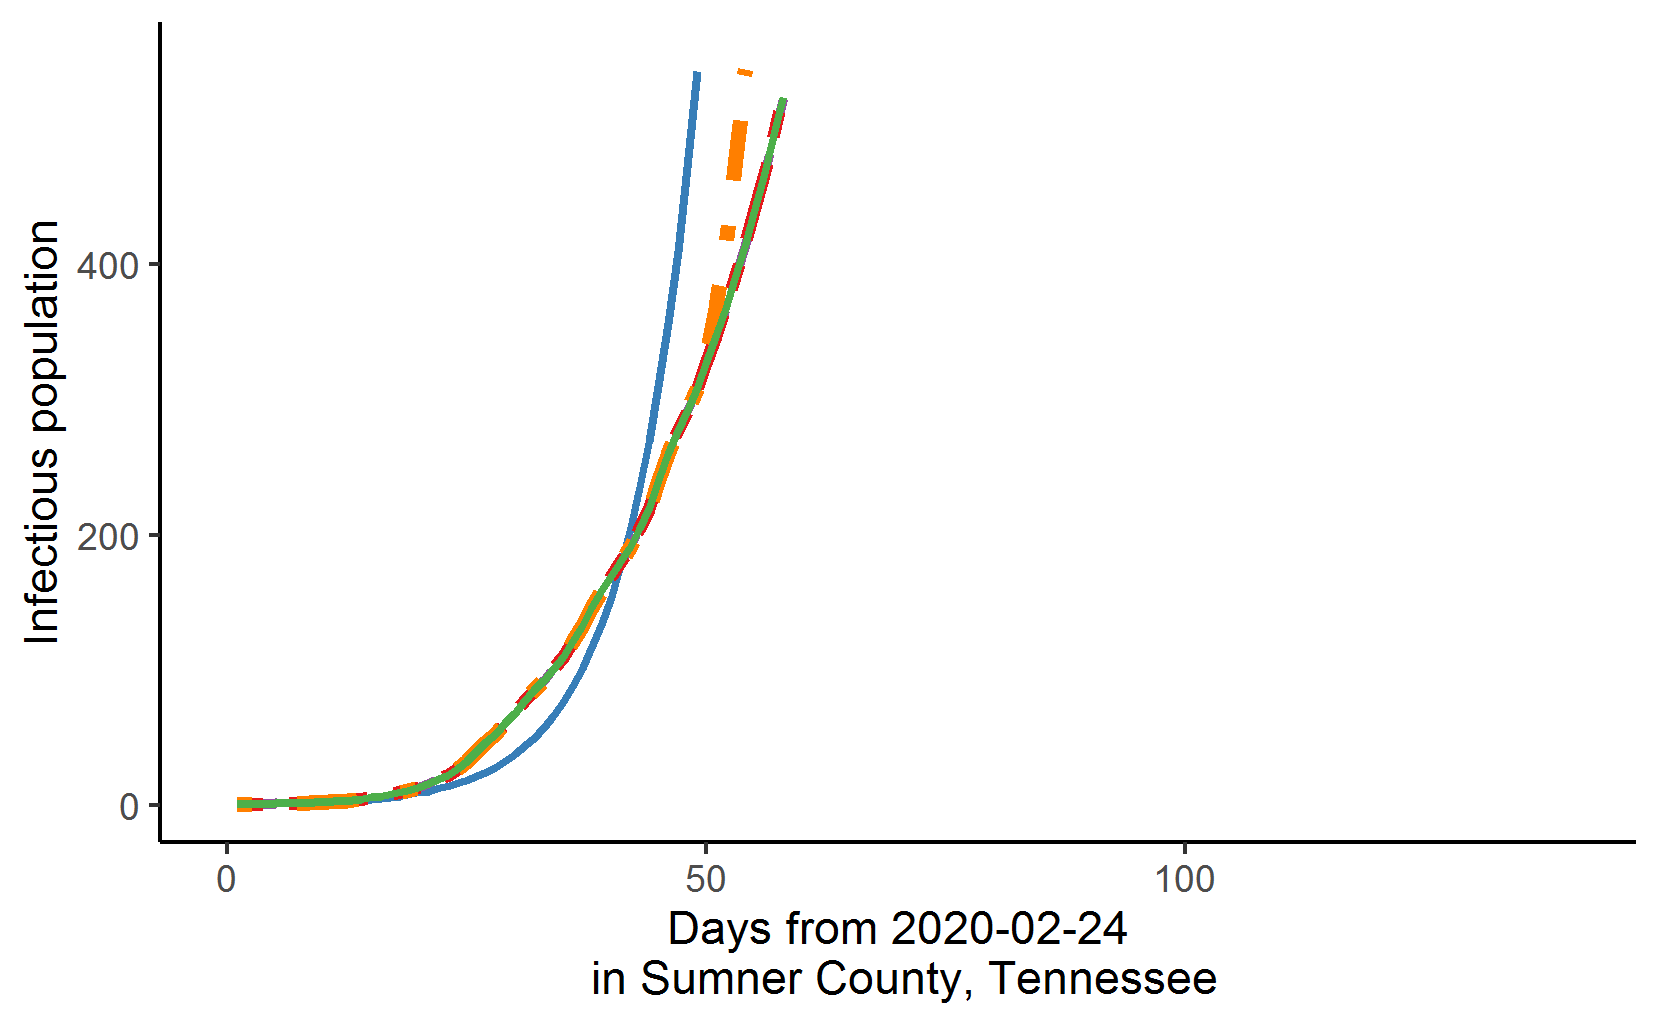 Infectious population
400
200
0
0
50
100
Days from 2020-02-24
in Sumner County, Tennessee